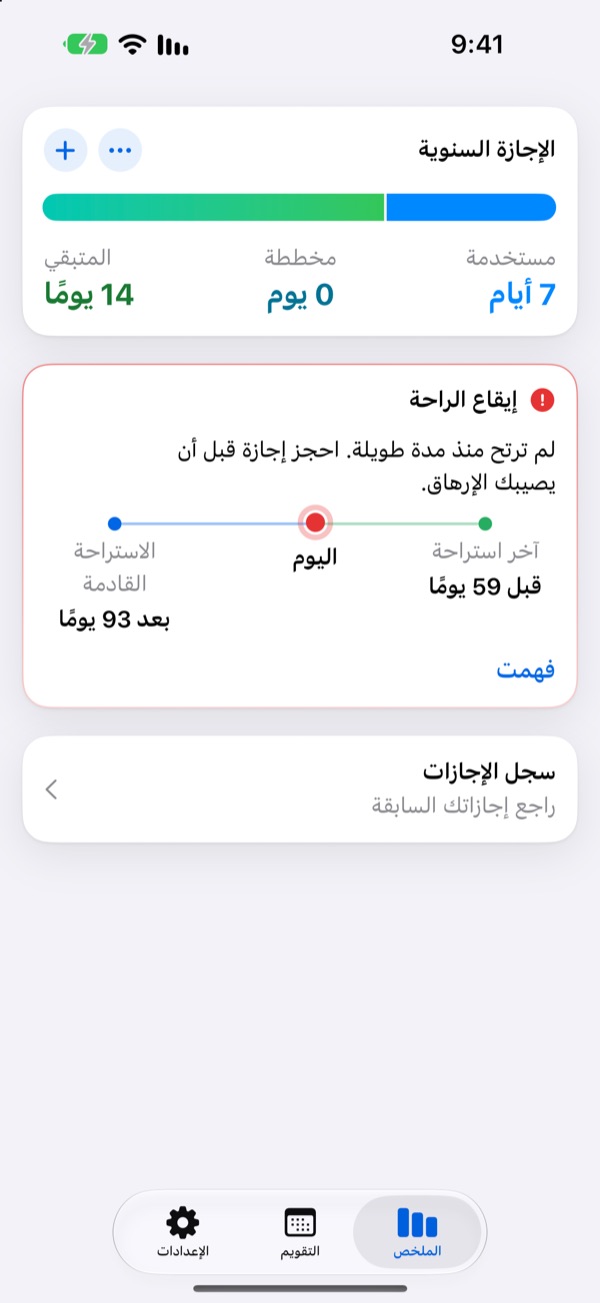 9:41
الإجازة السنوية
مستخدمة
7 أيام
مخططة
0 يوم
المتبقي
14 يومًا
إيقاع الراحة
لم ترتح منذ مدة طويلة. احجز إجازة قبل أن
يصيبك الإرهاق.
آخر استراحة
قبل 59 يومًا
اليوم
الاستراحة
القادمة
بعد 93 يومًا
فهمت
سجل الإجازات
راجع إجازاتك السابقة
الملخص
التقويم
الإعدادات